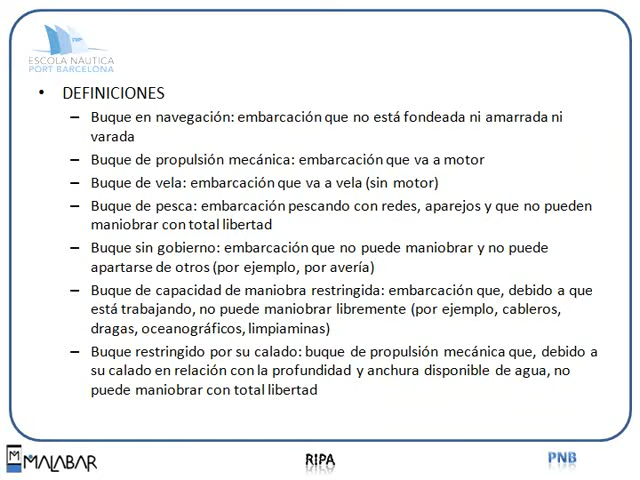 ESCOLA NÀUTICA
PORT BARCELONA
• DEFINICIONES
– Buque en navegación: embarcación que no está fondeada ni amarrada ni
varada
– Buque de propulsión mecánica: embarcación que va a motor
– Buque de vela: embarcación que va a vela (sin motor)
– Buque de pesca: embarcación pescando con redes, aparejos y que no pueden
maniobrar con total libertad
– Buque sin gobierno: embarcación que no puede maniobrar y no puede
apartarse de otros (por ejemplo, por avería)
– Buque de capacidad de maniobra restringida: embarcación que, debido a que
está trabajando, no puede maniobrar libremente (por ejemplo, cableros,
dragas, oceanográficos, limpiaminas)
– Buque restringido por su calado: buque de propulsión mecánica que, debido a
su calado en relación con la profundidad y anchura disponible de agua, no
puede maniobrar con total libertad
MALABAR
RIPA
PNB